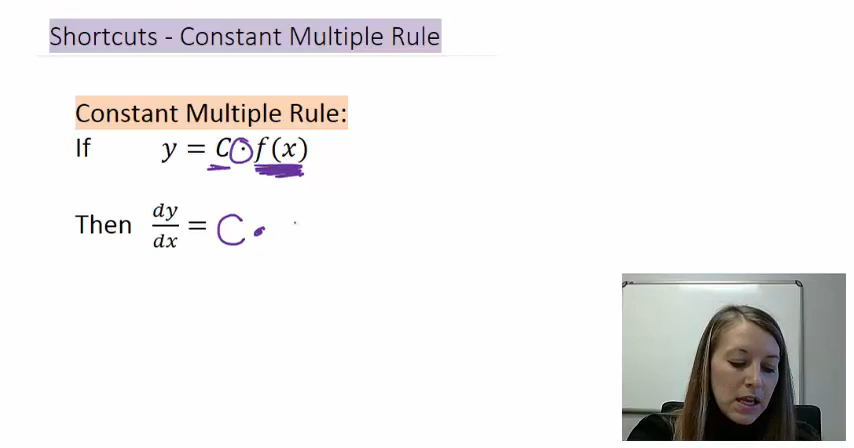 Shortcuts - Constant Multiple Rule
Constant Multiple Rule:
If y = C · f(x)
Then dy/dx = C ·